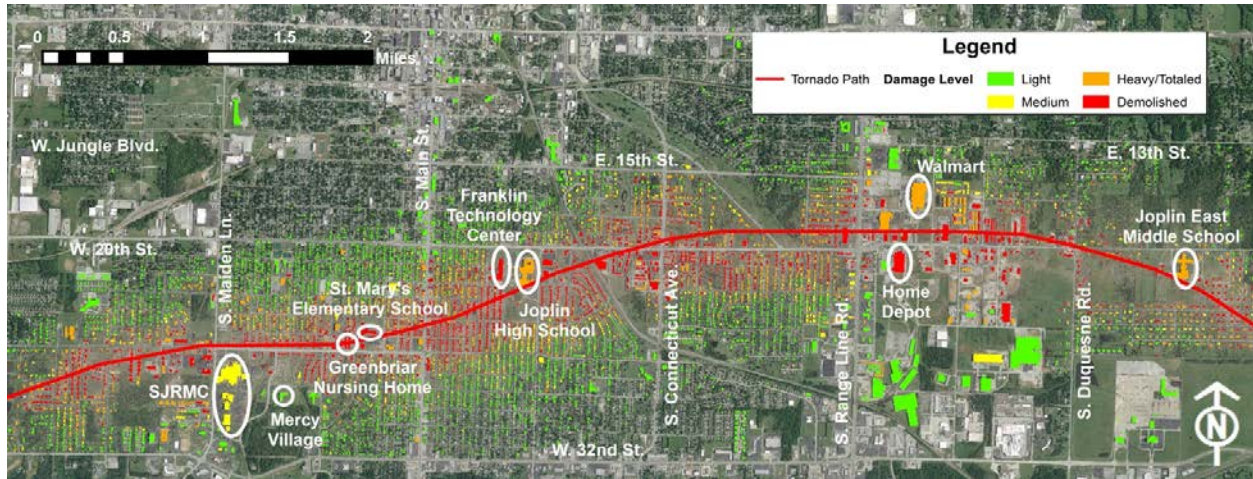 0 0.5 1 1.5 2
Miles
Legend
Tornado Path
Damage Level
Light
Heavy/Totaled
Medium
Demolished
W. Jungle Blvd.
S. Main St.
E. 15th St.
Walmart
E. 13th St.
Franklin
Technology
Center
Joplin East
Middle School
W. 20th St.
S. Maiden Ln.
St. Mary's
Elementary School
Joplin
High School
S. Connecticut Ave.
S. Range Line Rd.
Home
Depot
S. Duquesne Rd.
Greenbriar
Nursing Home
SJRMC
Mercy
Village
W. 32nd St.
N